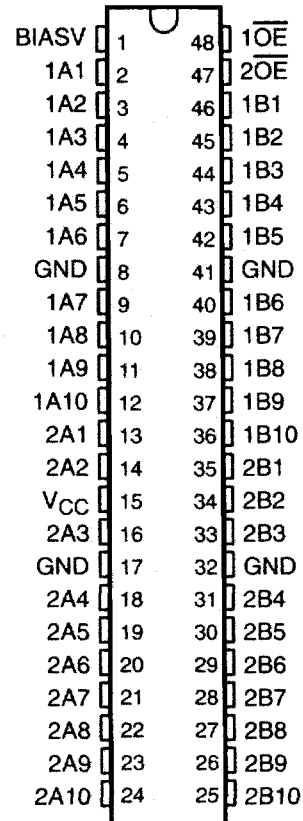 BIASV 1 48 1O̅E̅
1A1 2 47 2O̅E̅
1A2 3 46 1B1
1A3 4 45 1B2
1A4 5 44 1B3
1A5 6 43 1B4
1A6 7 42 1B5
GND 8 41 GND
1A7 9 40 1B6
1A8 10 39 1B7
1A9 11 38 1B8
1A10 12 37 1B9
2A1 13 36 1B10
2A2 14 35 2B1
VCC 15 34 2B2
2A3 16 33 2B3
GND 17 32 GND
2A4 18 31 2B4
2A5 19 30 2B5
2A6 20 29 2B6
2A7 21 28 2B7
2A8 22 27 2B8
2A9 23 26 2B9
2A10 24 25 2B10